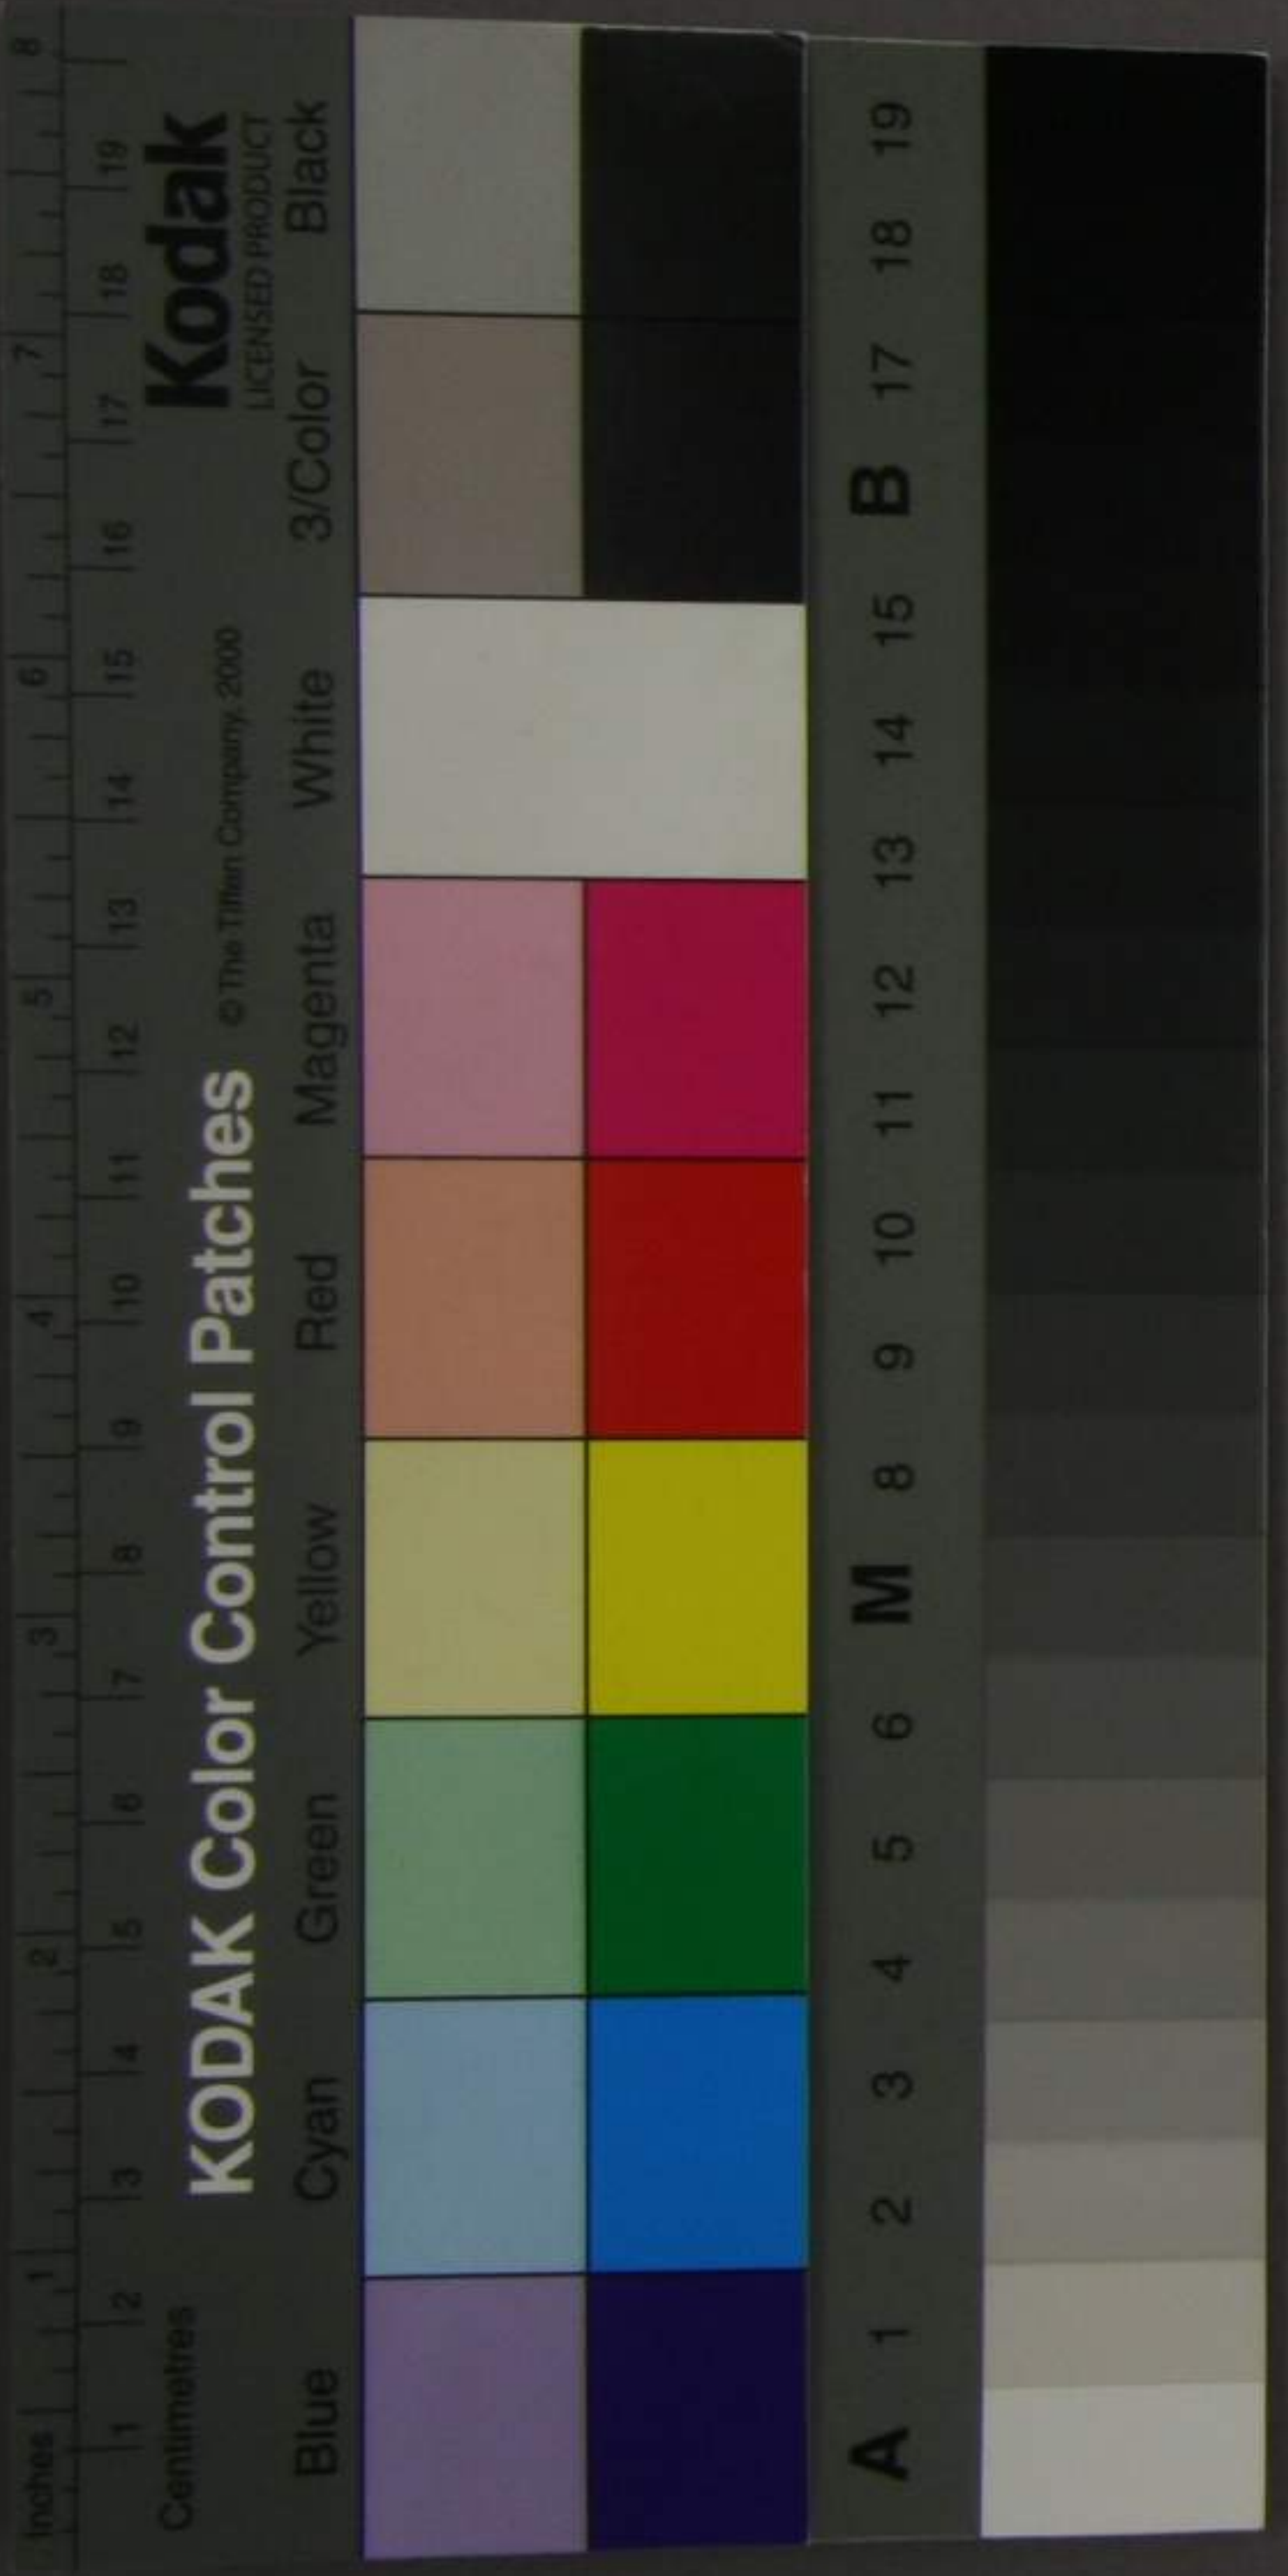 Inches 1 2 3 4 5 6 7 8
Centimetres 1 2 3 4 5 6 7 8 9 10 11 12 13 14 15 16 17 18 19
KODAK Color Control Patches © The Tiffen Company, 2000 Kodak
LICENSED PRODUCT
Blue Cyan Green Yellow Red Magenta White 3/Color Black
A 1 2 3 4 5 6 M 8 9 10 11 12 13 14 15 B 17 18 19